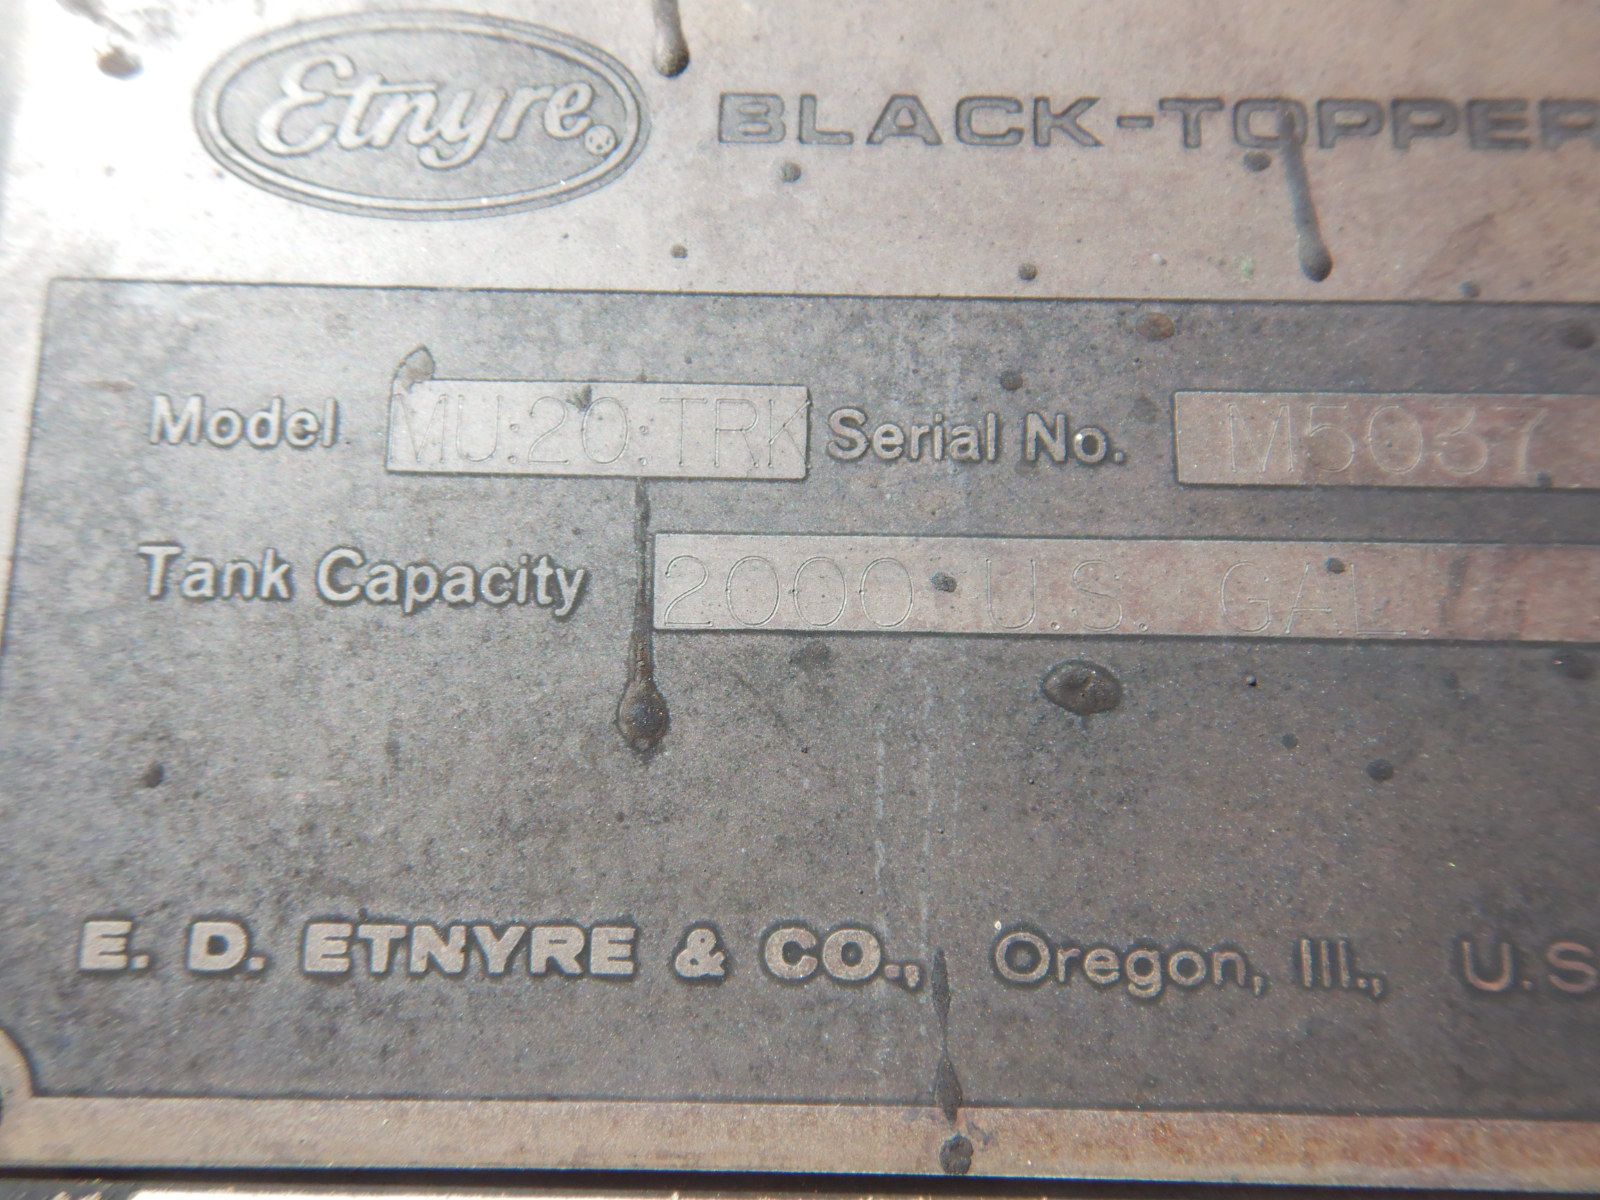 Etnyre® BLACK-TOPPER
Model MU:20:TRK Serial No. M5037
Tank Capacity 2000 U.S. GAL.
E. D. ETNYRE & CO., Oregon, Ill., U.S